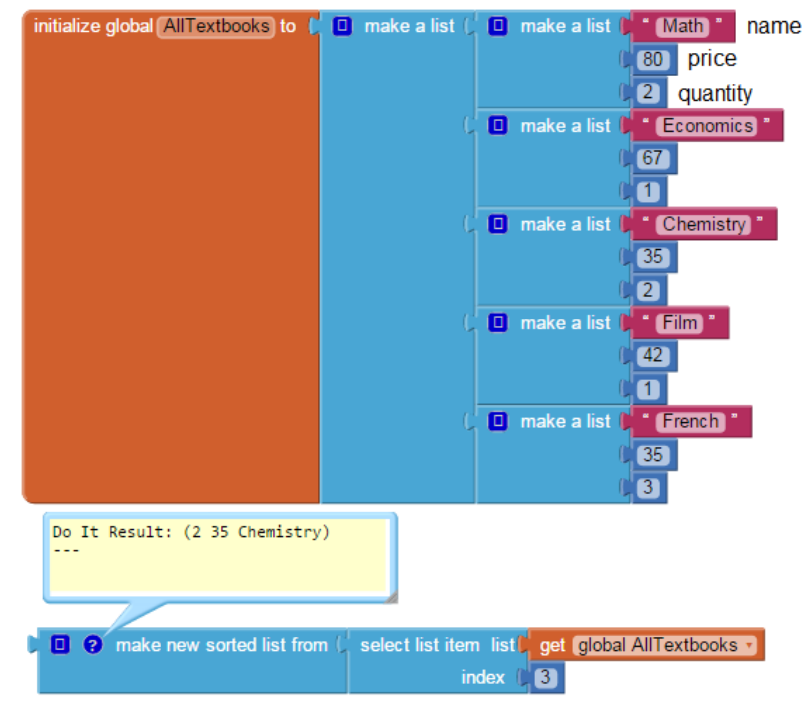 initialize global AllTextbooks to make a list make a list " Math " name
80 price
2 quantity
make a list " Economics "
67
1
make a list " Chemistry "
35
2
make a list " Film "
42
1
make a list " French "
35
3
Do It Result: (2 35 Chemistry)
---
? make new sorted list from select list item list get global AllTextbooks
index 3